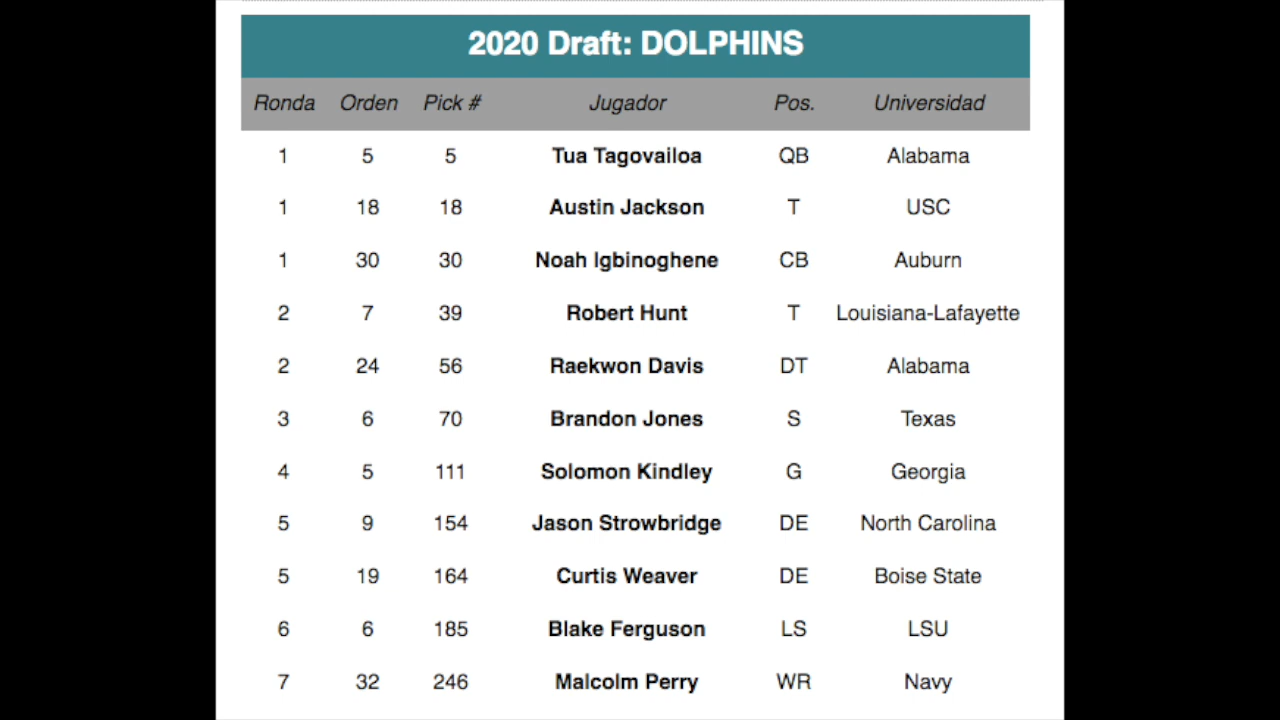 2020 Draft: DOLPHINS
Ronda Orden Pick # Jugador Pos. Universidad
1 5 5 Tua Tagovailoa QB Alabama
1 18 18 Austin Jackson T USC
1 30 30 Noah Igbinoghene CB Auburn
2 7 39 Robert Hunt T Louisiana-Lafayette
2 24 56 Raekwon Davis DT Alabama
3 6 70 Brandon Jones S Texas
4 5 111 Solomon Kindley G Georgia
5 9 154 Jason Strowbridge DE North Carolina
5 19 164 Curtis Weaver DE Boise State
6 6 185 Blake Ferguson LS LSU
7 32 246 Malcolm Perry WR Navy